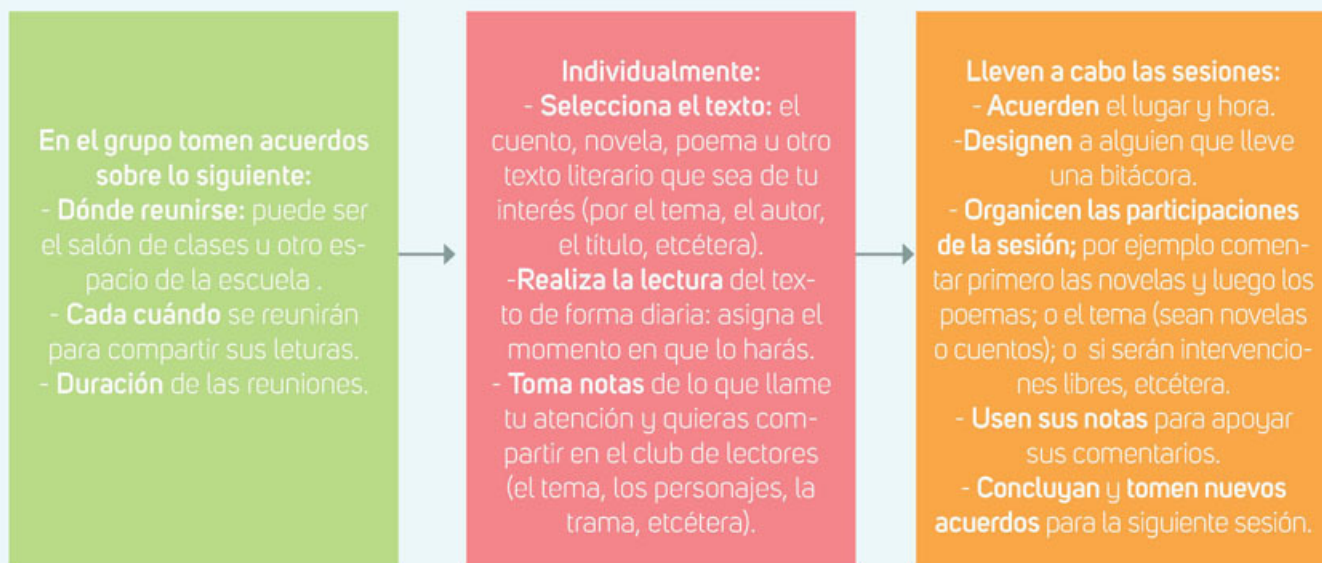 En el grupo tomen acuerdos
sobre lo siguiente:
- Dónde reunirse: puede ser
el salón de clases u otro es-
pacio de la escuela .
- Cada cuándo se reunirán
para compartir sus leturas.
- Duración de las reuniones.
Individualmente:
- Selecciona el texto: el
cuento, novela, poema u otro
texto literario que sea de tu
interés (por el tema, el autor,
el título, etcétera).
-Realiza la lectura del tex-
to de forma diaria: asigna el
momento en que lo harás.
- Toma notas de lo que llame
tu atención y quieras com-
partir en el club de lectores
(el tema, los personajes, la
trama, etcétera).
Lleven a cabo las sesiones:
- Acuerden el lugar y hora.
-Designen a alguien que lleve
una bitácora.
- Organicen las participaciones
de la sesión; por ejemplo comen-
tar primero las novelas y luego los
poemas; o el tema (sean novelas
o cuentos); o si serán intervencio-
nes libres, etcétera.
- Usen sus notas para apoyar
sus comentarios.
- Concluyan y tomen nuevos
acuerdos para la siguiente sesión.